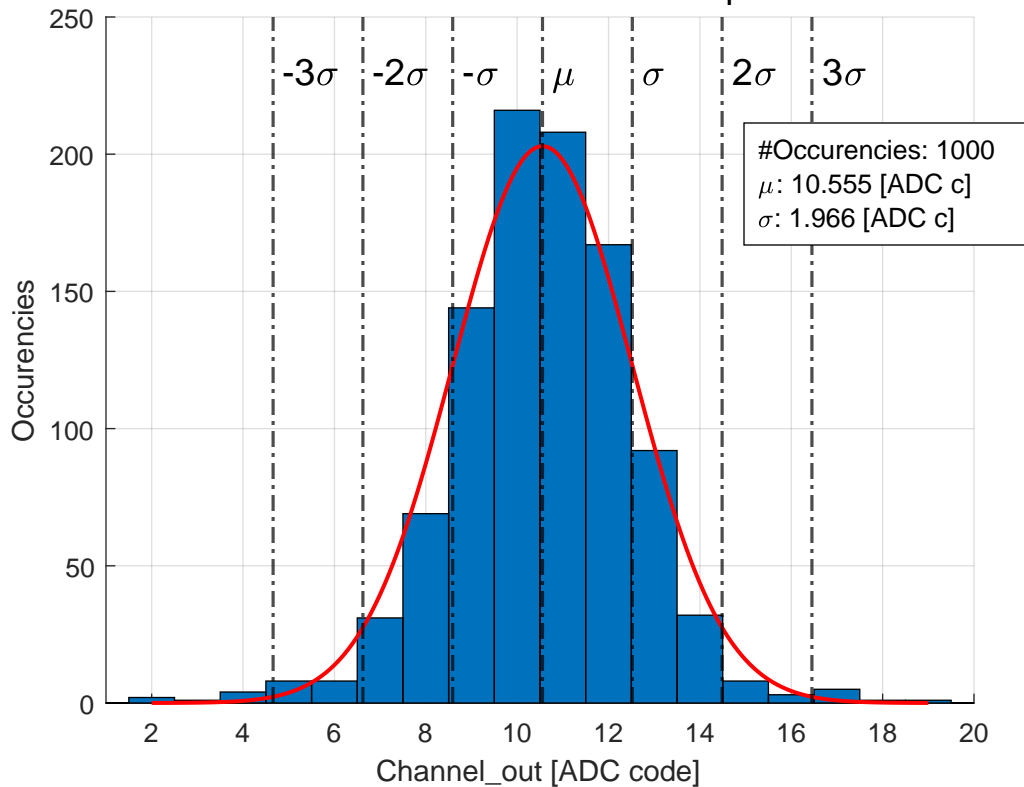 250
200
150
100
50
0
Occurencies
-3σ
-2σ
-σ
μ
σ
2σ
3σ
#Occurencies: 1000
μ: 10.555 [ADC c]
σ: 1.966 [ADC c]
2
4
6
8
10
12
14
16
18
20
Channel_out [ADC code]